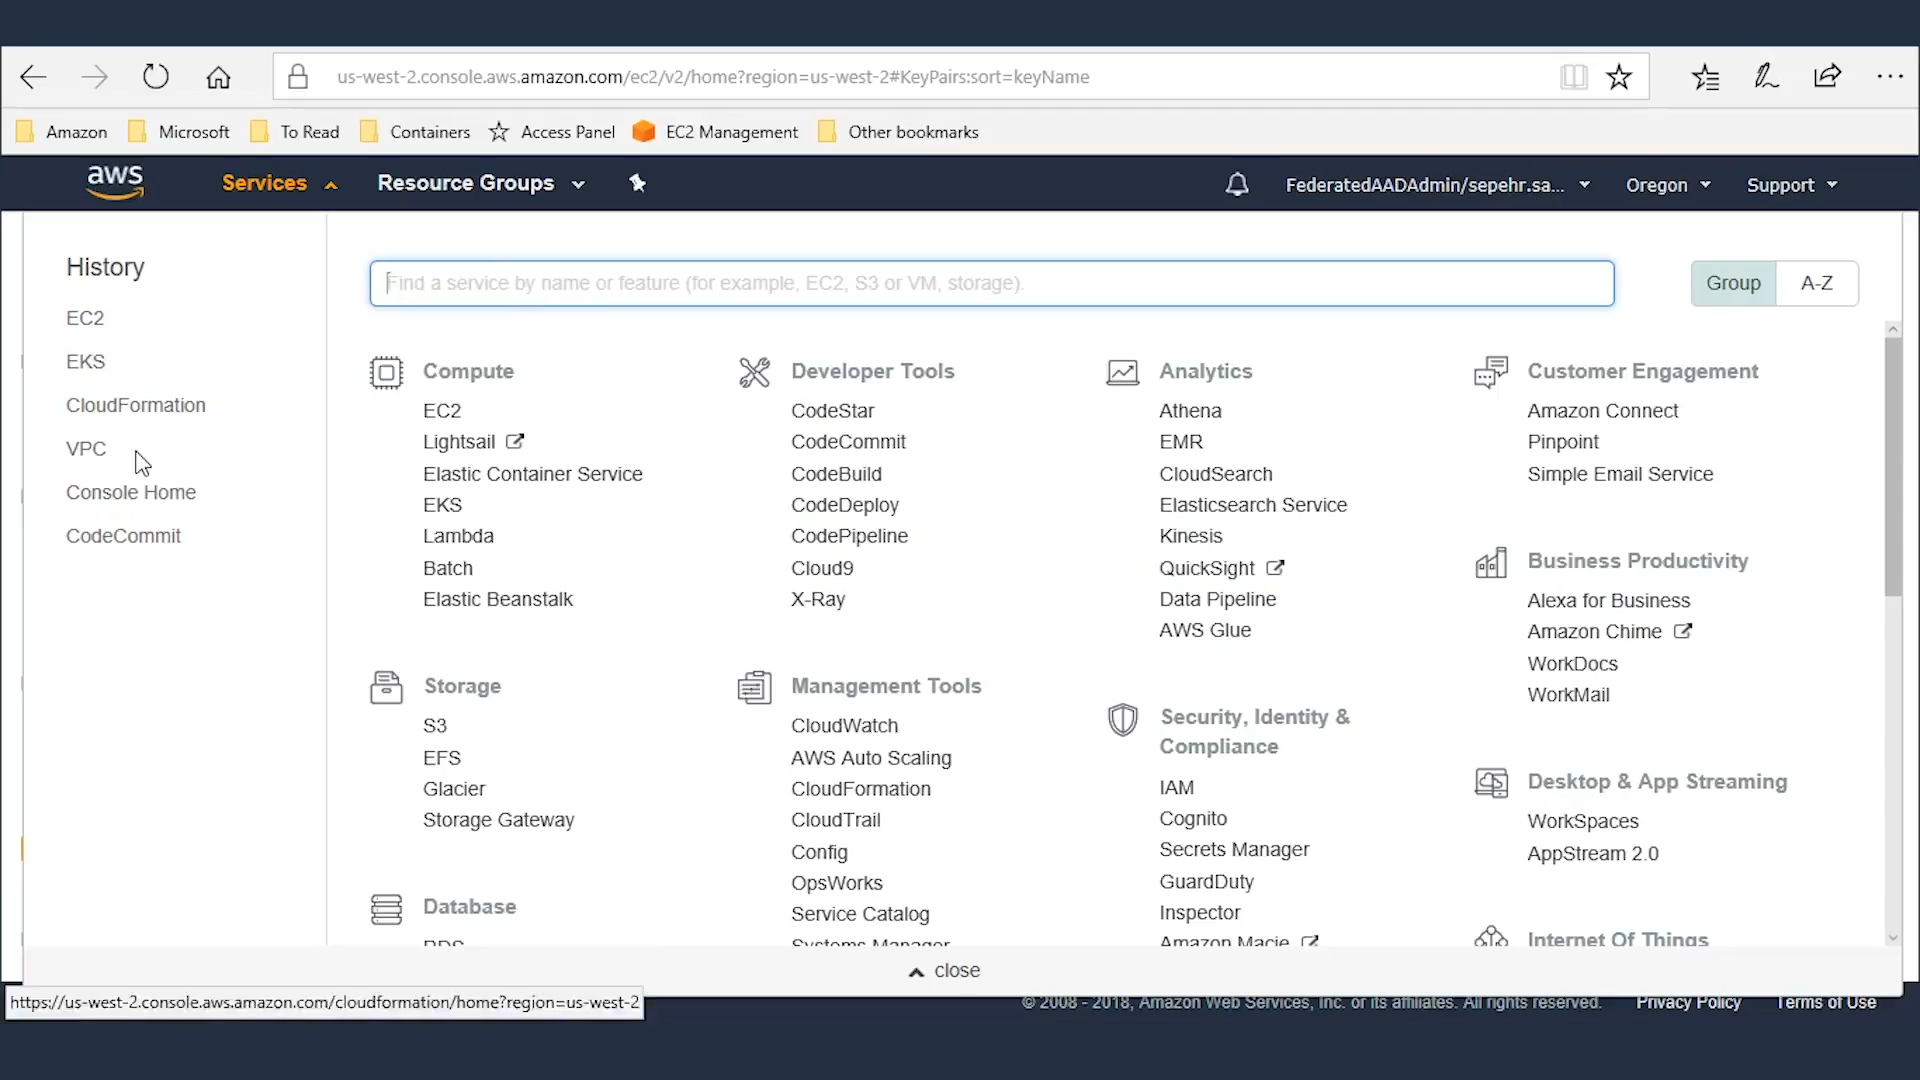 us-west-2.console.aws.amazon.com/ec2/v2/home?region=us-west-2#KeyPairs:sort=keyName
Amazon Microsoft To Read Containers Access Panel EC2 Management Other bookmarks
aws Services Resource Groups FederatedAADAdmin/sepehr.sa... Oregon Support
History
EC2
EKS
CloudFormation
VPC
Console Home
CodeCommit
Find a service by name or feature (for example, EC2, S3 or VM, storage).
Group A-Z
Compute
EC2
Lightsail
Elastic Container Service
EKS
Lambda
Batch
Elastic Beanstalk
Storage
S3
EFS
Glacier
Storage Gateway
Database
RDS
Developer Tools
CodeStar
CodeCommit
CodeBuild
CodeDeploy
CodePipeline
Cloud9
X-Ray
Management Tools
CloudWatch
AWS Auto Scaling
CloudFormation
CloudTrail
Config
OpsWorks
Service Catalog
Systems Manager
Analytics
Athena
EMR
CloudSearch
Elasticsearch Service
Kinesis
QuickSight
Data Pipeline
AWS Glue
Security, Identity &
Compliance
IAM
Cognito
Secrets Manager
GuardDuty
Inspector
Amazon Macie
Customer Engagement
Amazon Connect
Pinpoint
Simple Email Service
Business Productivity
Alexa for Business
Amazon Chime
WorkDocs
WorkMail
Desktop & App Streaming
WorkSpaces
AppStream 2.0
Internet Of Things
close
https://us-west-2.console.aws.amazon.com/cloudformation/home?region=us-west-2
© 2008 - 2018, Amazon Web Services, Inc. or its affiliates. All rights reserved. Privacy Policy Terms of Use